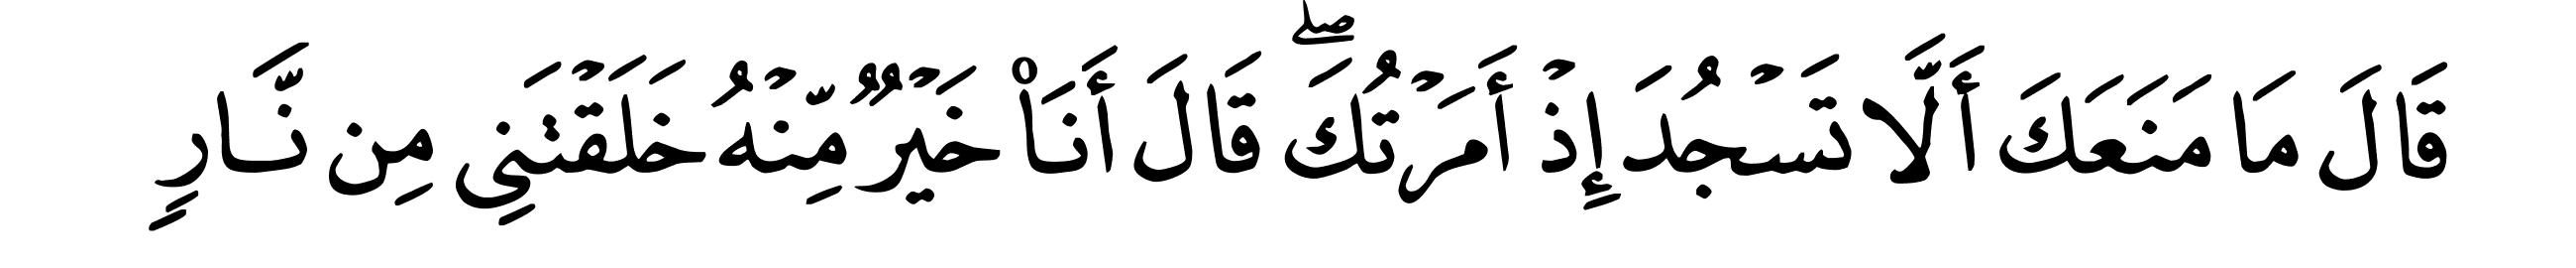 قَالَ مَا مَنَعَكَ أَلَّا تَسْجُدَ إِذْ أَمَرْتُكَ ۖ قَالَ أَنَا۠ خَيْرٌ مِّنْهُ خَلَقْتَنِي مِن نَّارٍ